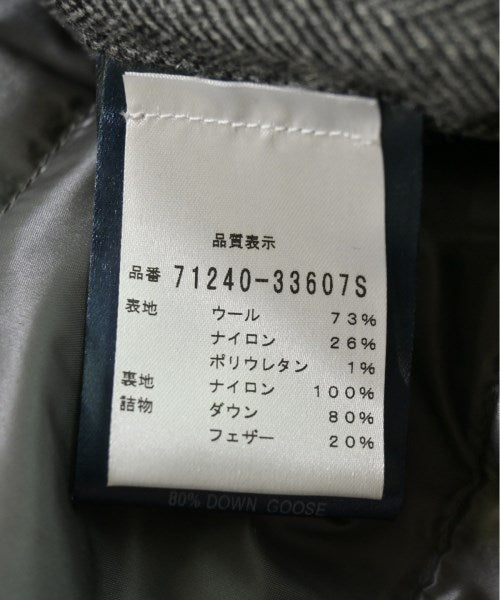 品質表示
品番 71240-33607S
表地 ウール 73%
ナイロン 26%
ポリウレタン 1%
裏地 ナイロン 100%
詰物 ダウン 80%
フェザー 20%
80% DOWN GOOSE